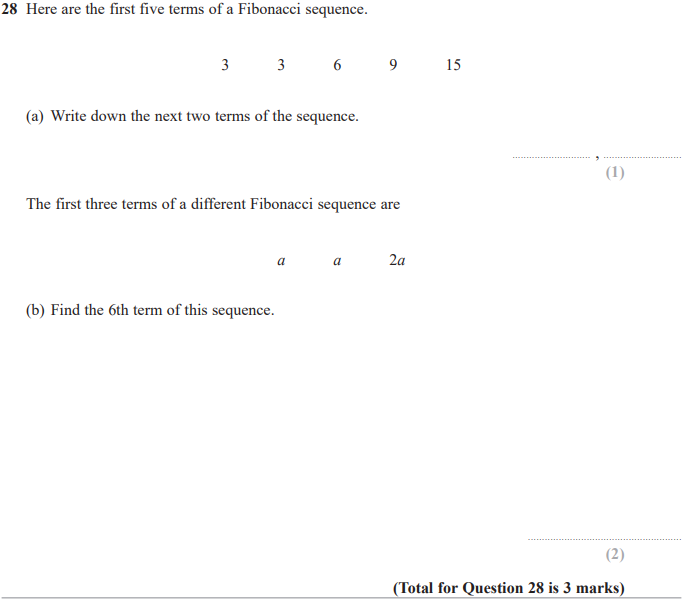 28 Here are the first five terms of a Fibonacci sequence.
3 3 6 9 15
(a) Write down the next two terms of the sequence.
.............................. , ..............................
(1)
The first three terms of a different Fibonacci sequence are
a a 2a
(b) Find the 6th term of this sequence.
............................................................
(2)
(Total for Question 28 is 3 marks)